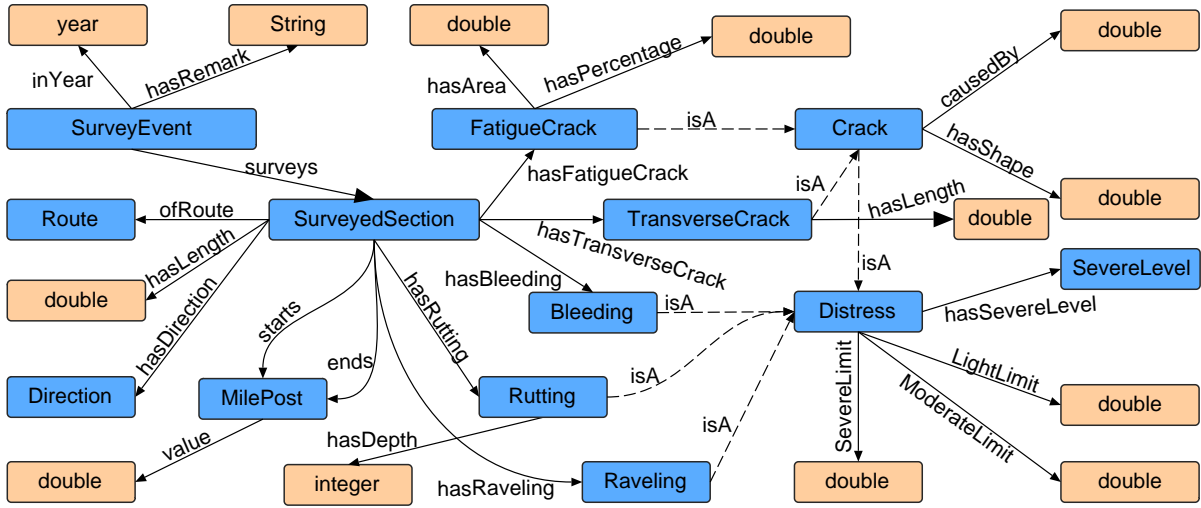 year
String
double
double
double
inYear
hasRemark
hasArea
hasPercentage
causedBy
SurveyEvent
FatigueCrack
isA
Crack
hasShape
surveys
hasFatigueCrack
isA
hasLength
double
Route
ofRoute
SurveyedSection
TransverseCrack
double
hasLength
hasTransverseCrack
hasBleeding
isA
SevereLevel
double
hasDirection
starts
hasRutting
Bleeding
isA
Distress
hasSevereLevel
ends
isA
SevereLimit
LightLimit
ModerateLimit
Direction
MilePost
Rutting
isA
double
value
hasDepth
double
integer
hasRaveling
Raveling
double
double